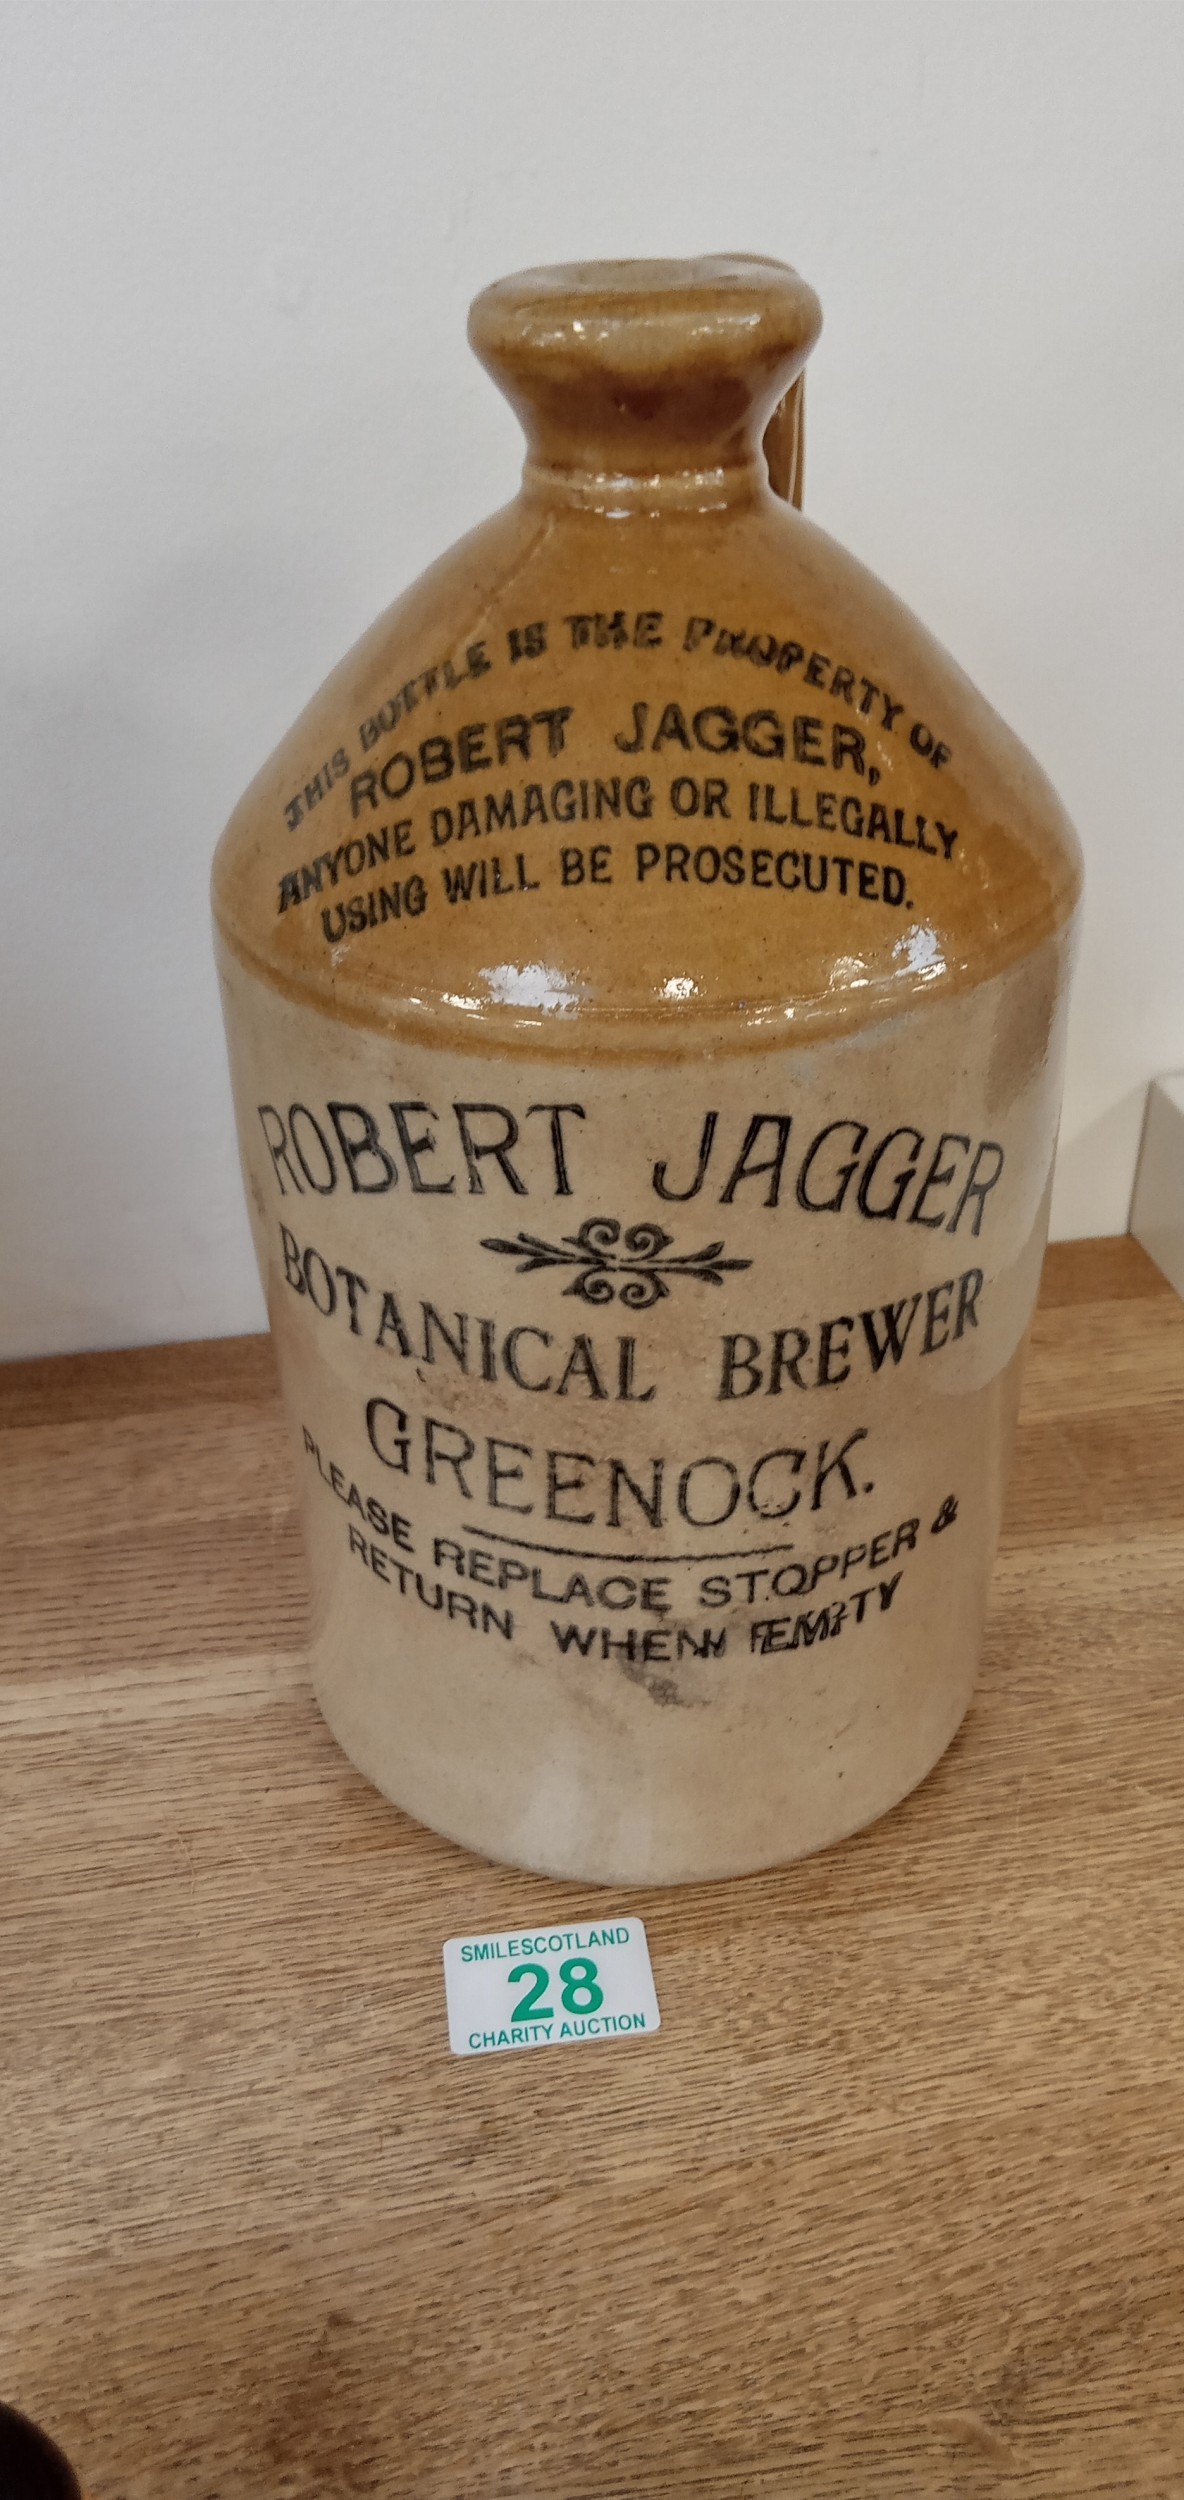 THIS BOTTLE IS THE PROPERTY OF
ROBERT JAGGER,
ANYONE DAMAGING OR ILLEGALLY
USING WILL BE PROSECUTED.
ROBERT JAGGER
BOTANICAL BREWER
GREENOCK.
PLEASE REPLACE STOPPER &
RETURN WHEN EMPTY
SMILESCOTLAND
28
CHARITY AUCTION